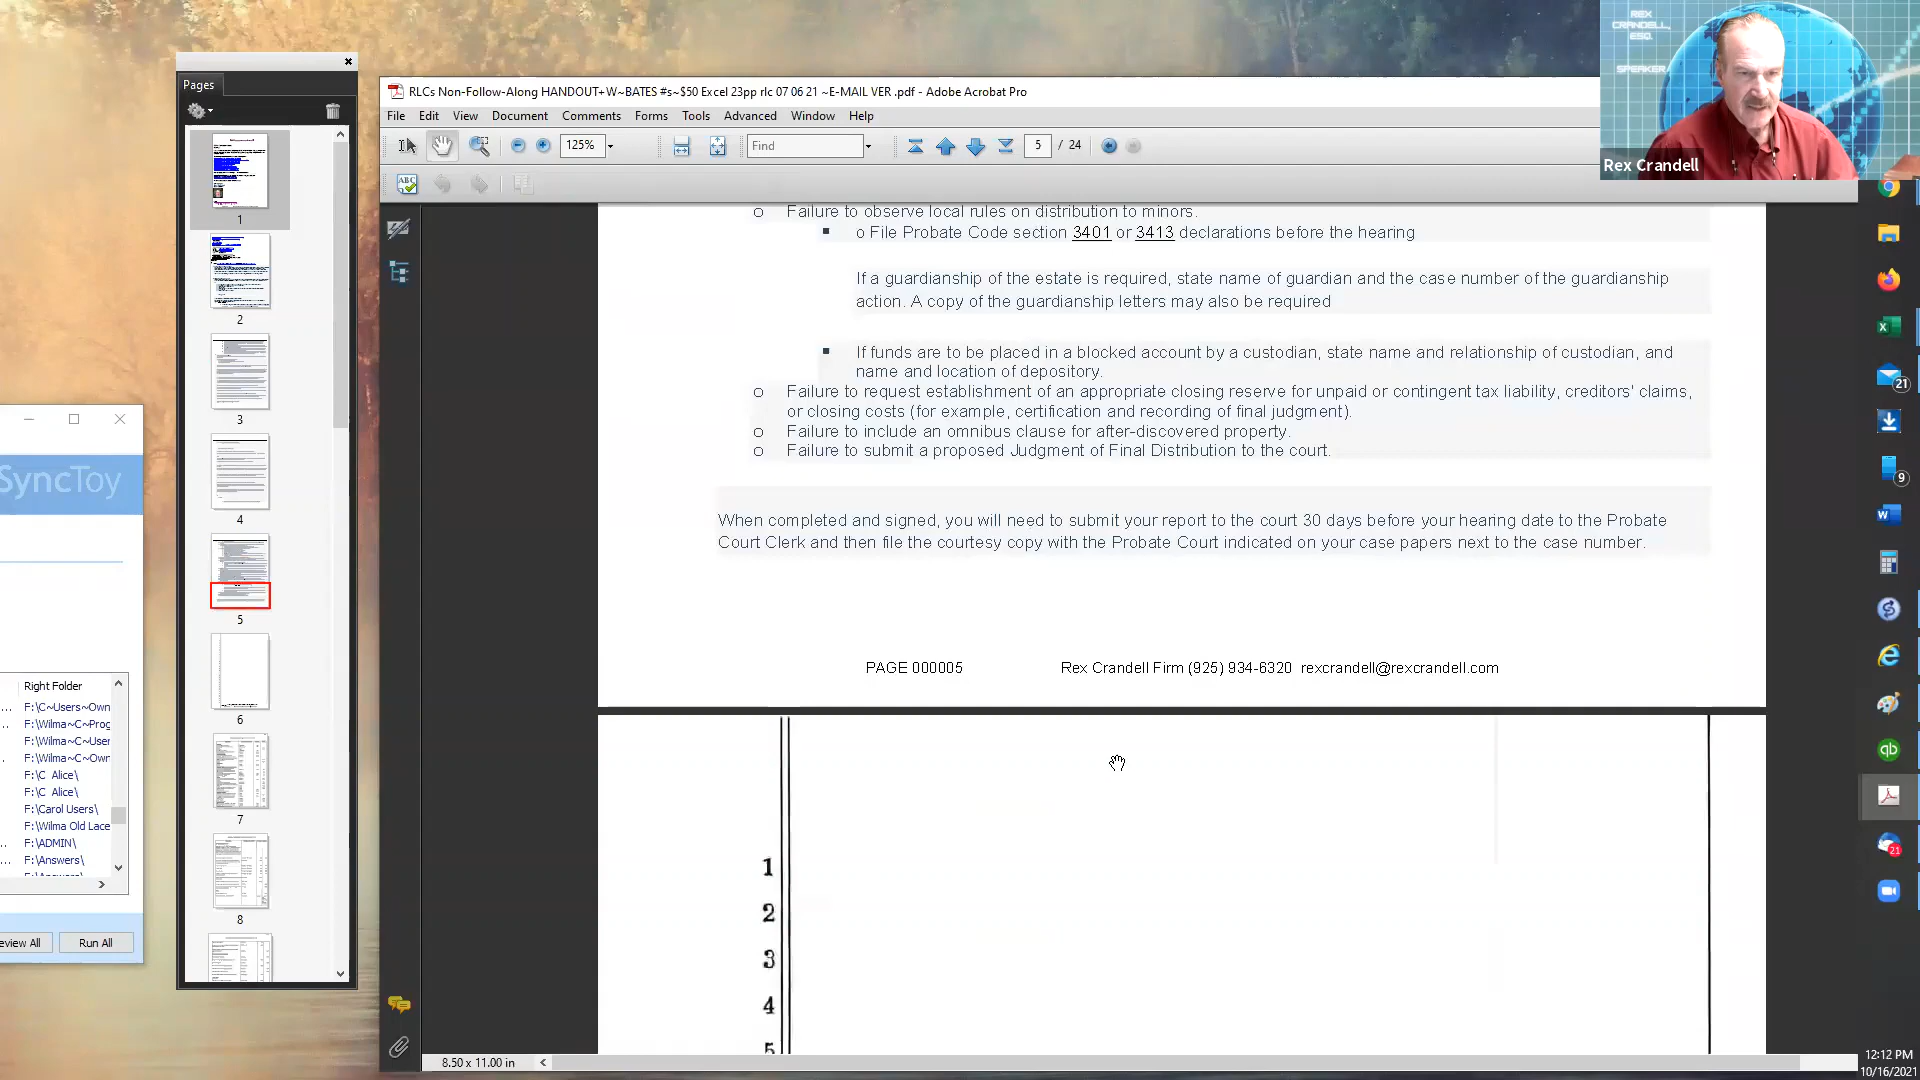 REX
CRANDELL,
ESQ.
SPEAKER
Rex Crandell
Pages
RLCs Non-Follow-Along HANDOUT+W~BATES #s~$50 Excel 23pp rlc 07 06 21 ~E-MAIL VER .pdf - Adobe Acrobat Pro
File Edit View Document Comments Forms Tools Advanced Window Help
125% Find 5 / 24
ABC
o Failure to observe local rules on distribution to minors.
▪ o File Probate Code section 3401 or 3413 declarations before the hearing
If a guardianship of the estate is required, state name of guardian and the case number of the guardianship
action. A copy of the guardianship letters may also be required
▪ If funds are to be placed in a blocked account by a custodian, state name and relationship of custodian, and
name and location of depository.
o Failure to request establishment of an appropriate closing reserve for unpaid or contingent tax liability, creditors' claims,
or closing costs (for example, certification and recording of final judgment).
o Failure to include an omnibus clause for after-discovered property.
o Failure to submit a proposed Judgment of Final Distribution to the court.
When completed and signed, you will need to submit your report to the court 30 days before your hearing date to the Probate
Court Clerk and then file the courtesy copy with the Probate Court indicated on your case papers next to the case number.
PAGE 000005 Rex Crandell Firm (925) 934-6320 rexcrandell@rexcrandell.com
1
2
3
4
5
8.50 x 11.00 in
1
2
3
4
5
6
7
8
SyncToy
Right Folder
... F:\C~Users~Own
... F:\Wilma~C~Prog
F:\Wilma~C~User
F:\Wilma~C~Own
F:\C Alice\
F:\C Alice\
F:\Carol Users\
F:\Wilma Old Lace
... F:\ADMIN\
F:\Answers\
eview All Run All
21
9
qb
21
12:12 PM
10/16/2021